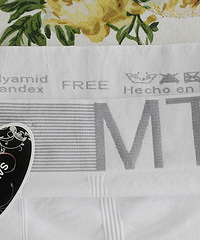 lyamid FREE
andex Hecho en
MT